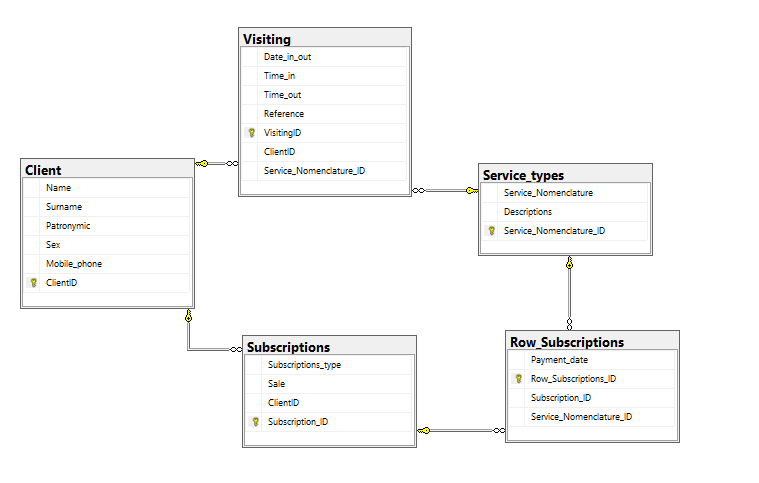 Visiting
Date_in_out
Time_in
Time_out
Reference
VisitingID
ClientID
Service_Nomenclature_ID
Client
Name
Surname
Patronymic
Sex
Mobile_phone
ClientID
Service_types
Service_Nomenclature
Descriptions
Service_Nomenclature_ID
Subscriptions
Subscriptions_type
Sale
ClientID
Subscription_ID
Row_Subscriptions
Payment_date
Row_Subscriptions_ID
Subscription_ID
Service_Nomenclature_ID